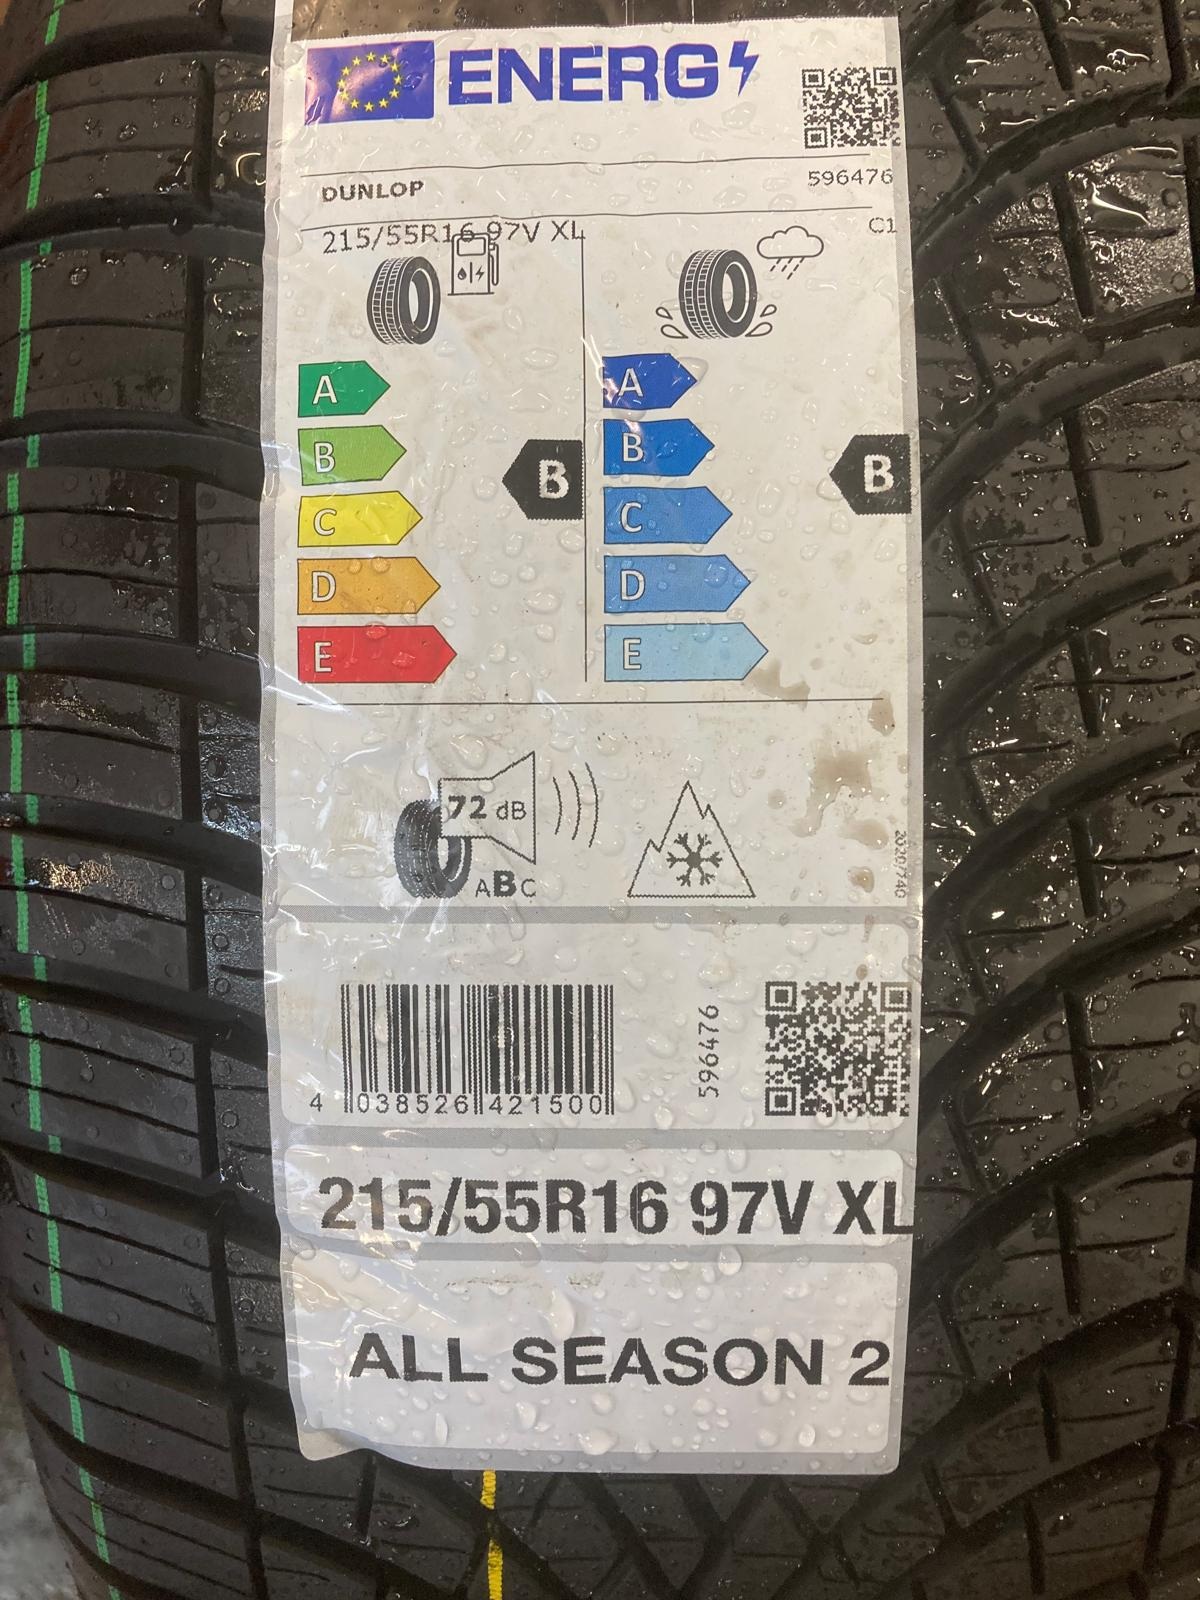 ENERG
596476
DUNLOP
215/55R16 97V XL
C1
A
B
C
D
E
B
A
B
C
D
E
B
72 dB
ABC
2020/740
4 038526 421500
596476
215/55R16 97V XL
ALL SEASON 2